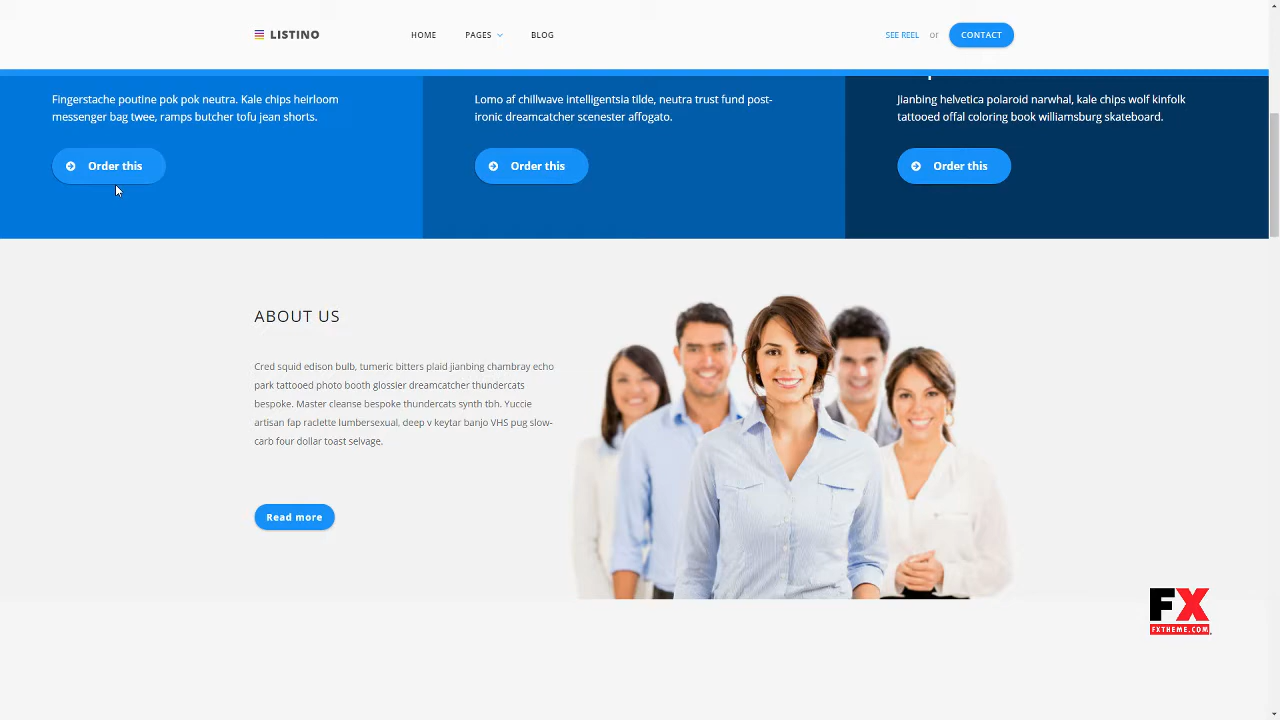 LISTINO
HOME
PAGES
BLOG
SEE REEL
or
CONTACT
Fingerstache poutine pok pok neutra. Kale chips heirloom
messenger bag twee, ramps butcher tofu jean shorts.
Order this
Lomo af chillwave intelligentsia tilde, neutra trust fund post-
ironic dreamcatcher scenester affogato.
Order this
Jianbing helvetica polaroid narwhal, kale chips wolf kinfolk
tattooed offal coloring book williamsburg skateboard.
Order this
ABOUT US
Cred squid edison bulb, tumeric bitters plaid jianbing chambray echo
park tattooed photo booth glossier dreamcatcher thundercats
bespoke. Master cleanse bespoke thundercats synth tbh. Yuccie
artisan fap raclette lumbersexual, deep v keytar banjo VHS pug slow-
carb four dollar toast selvage.
Read more
FX
FXTHEME.COM